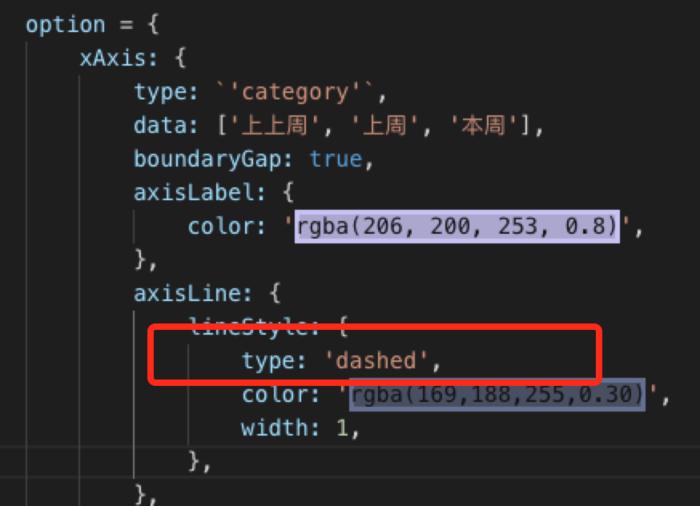 option = {
xAxis: {
type: `'category'`,
data: ['上上周', '上周', '本周'],
boundaryGap: true,
axisLabel: {
color: 'rgba(206, 200, 253, 0.8)',
},
axisLine: {
lineStyle: {
type: 'dashed',
color: 'rgba(169,188,255,0.30)',
width: 1,
},
},